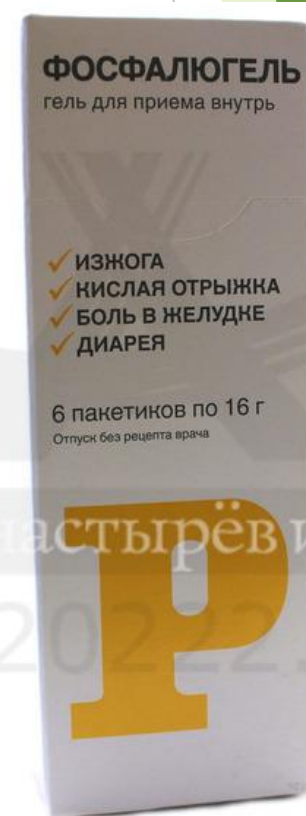 ФОСФАЛЮГЕЛЬ
гель для приема внутрь
ИЗЖОГА
КИСЛАЯ ОТРЫЖКА
БОЛЬ В ЖЕЛУДКЕ
ДИАРЕЯ
6 пакетиков по 16 г
Отпуск без рецепта врача
P